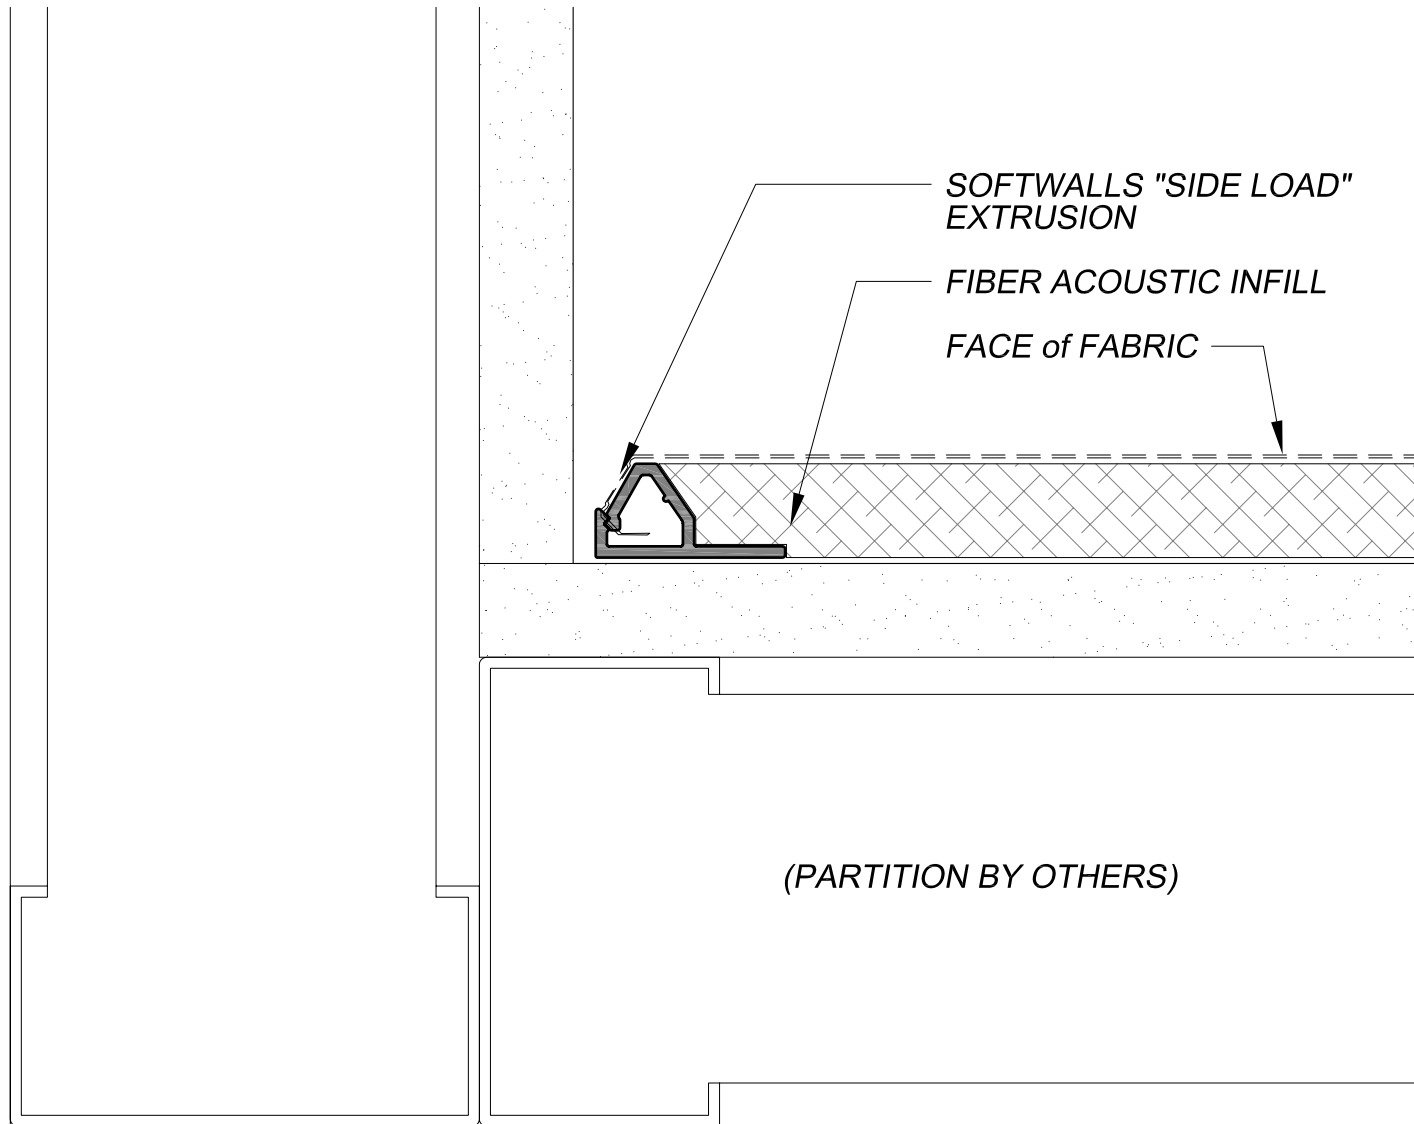 SOFTWALLS "SIDE LOAD"
EXTRUSION
FIBER ACOUSTIC INFILL
FACE of FABRIC
(PARTITION BY OTHERS)